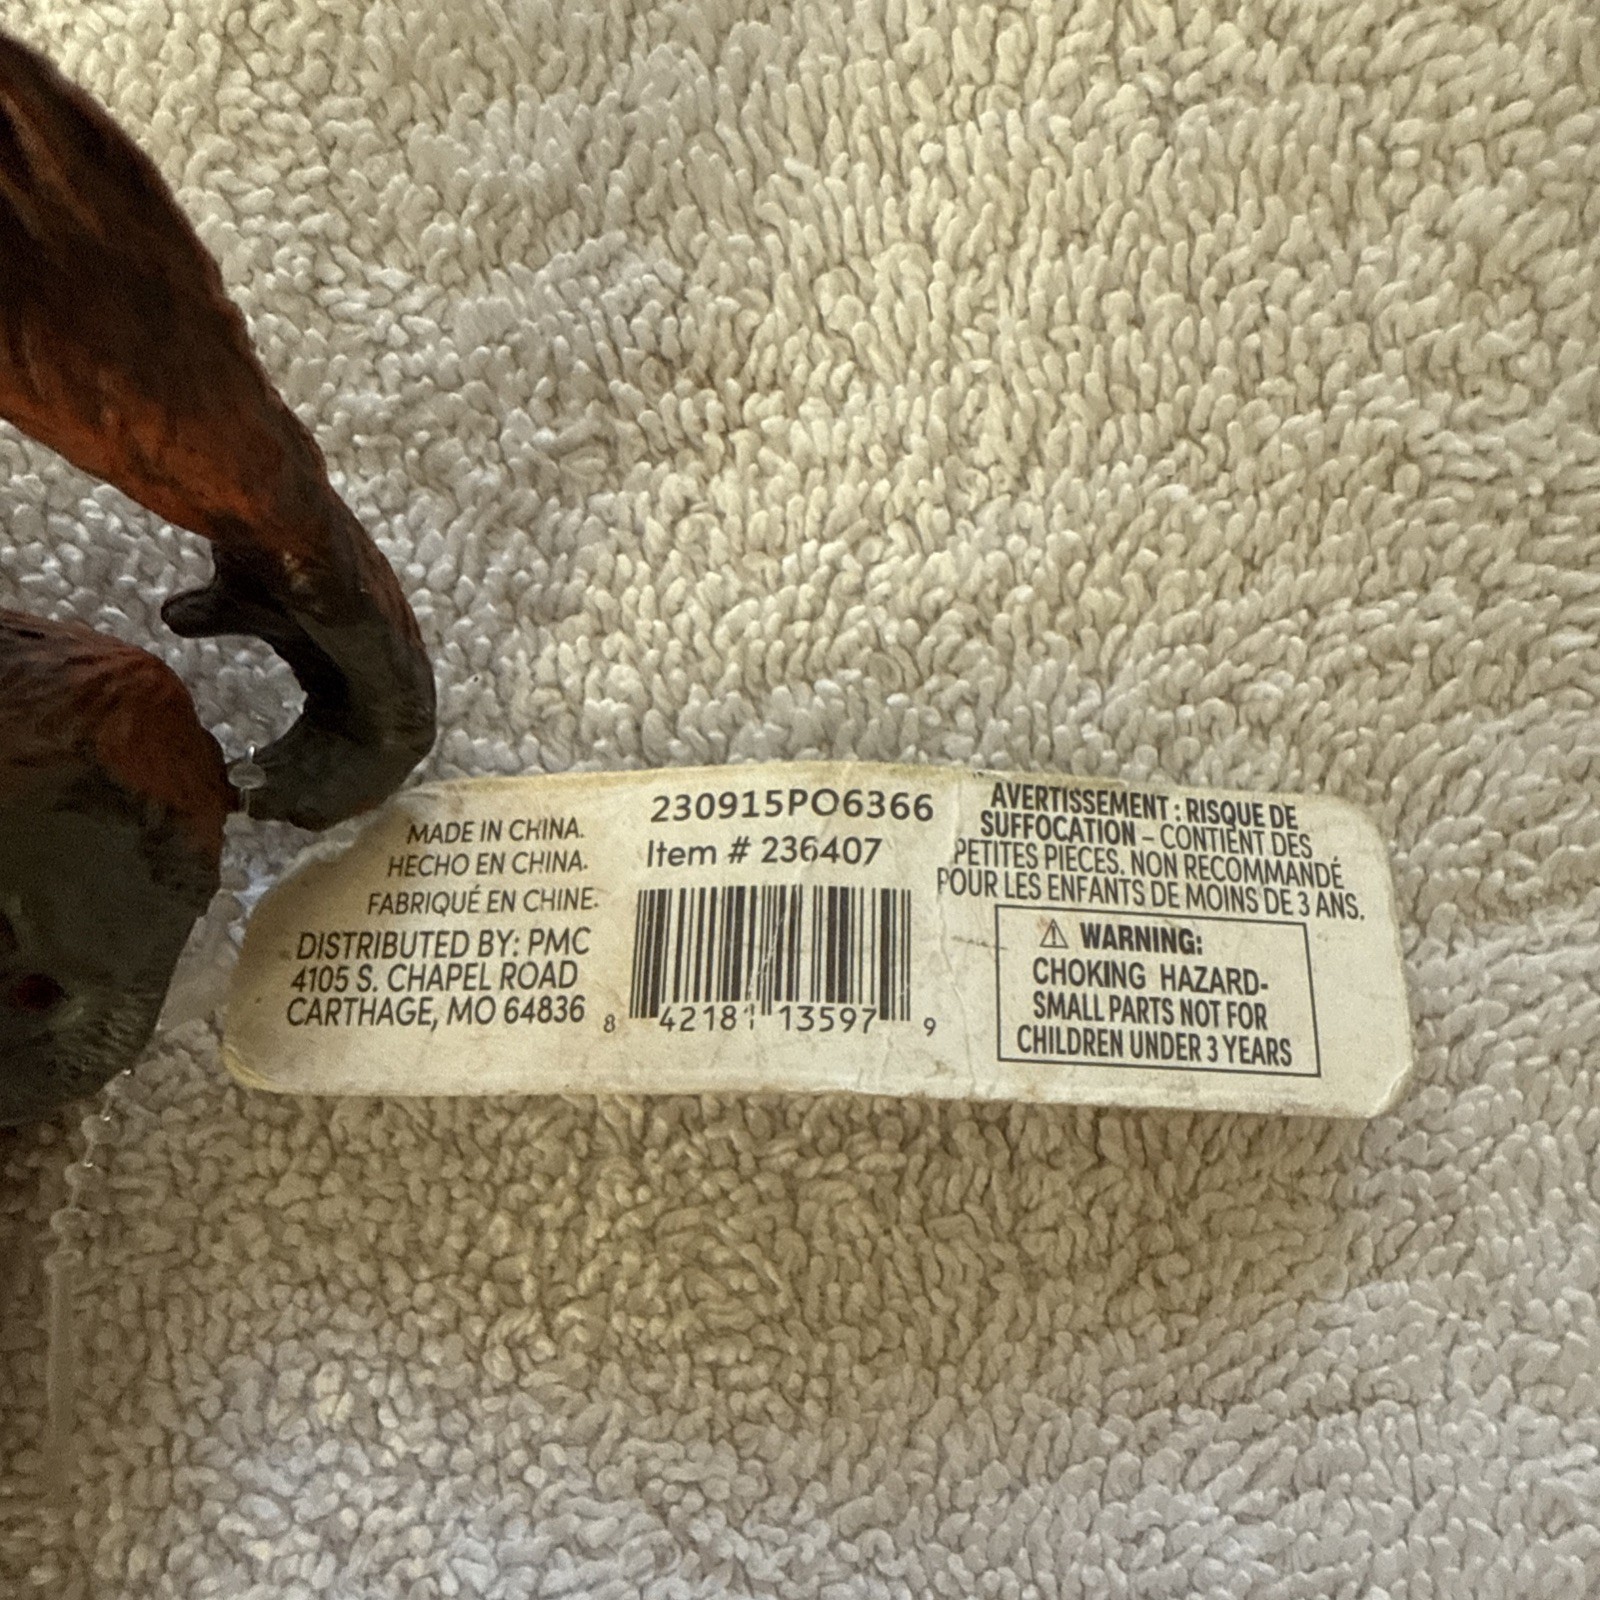 MADE IN CHINA.
HECHO EN CHINA.
FABRIQUÉ EN CHINE.
DISTRIBUTED BY: PMC
4105 S. CHAPEL ROAD
CARTHAGE, MO 64836
230915PO6366
Item # 236407
8 42181 13597 9
AVERTISSEMENT : RISQUE DE
SUFFOCATION – CONTIENT DES
PETITES PIÈCES. NON RECOMMANDÉ
POUR LES ENFANTS DE MOINS DE 3 ANS.
⚠ WARNING:
CHOKING HAZARD-
SMALL PARTS NOT FOR
CHILDREN UNDER 3 YEARS